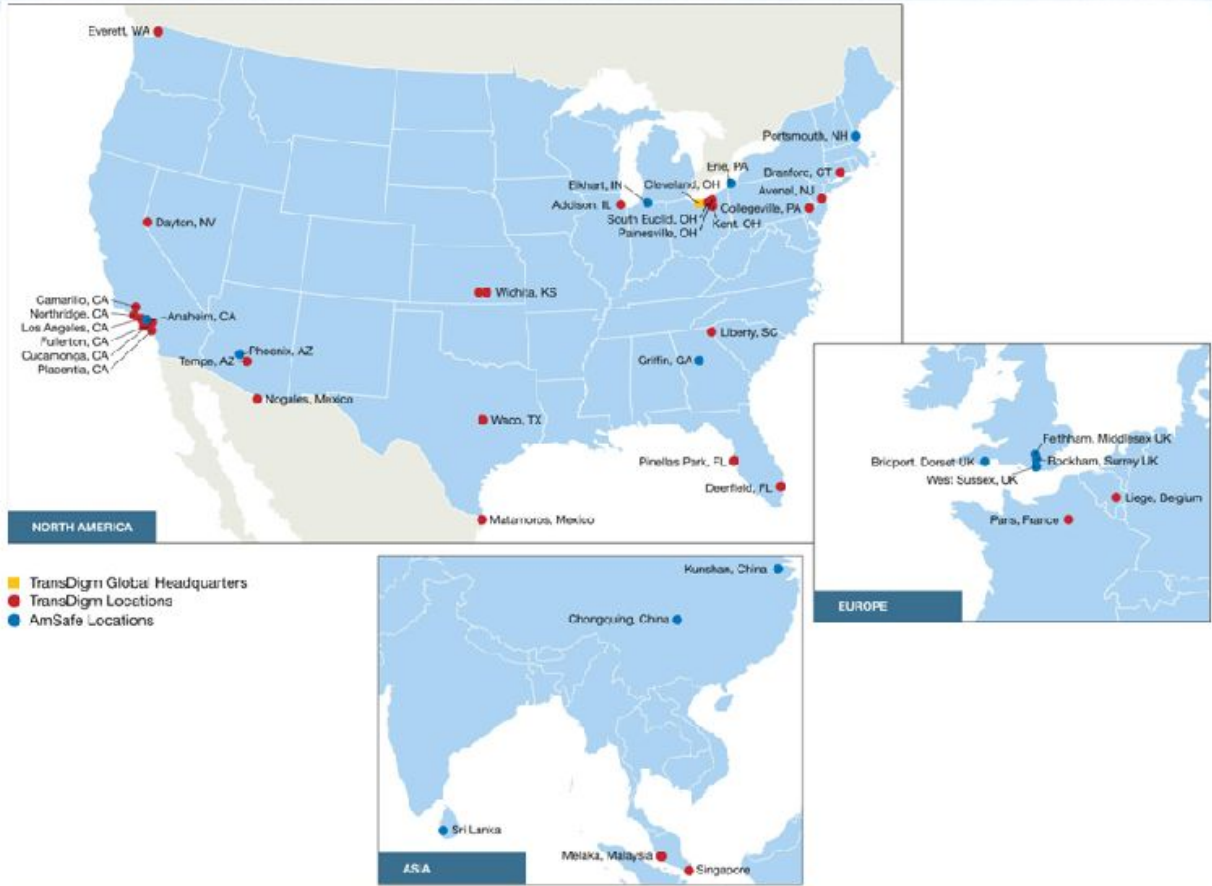 Everett, WA
Portsmouth, NH
Erie, PA
Branford, CT
Elkhart, IN
Cleveland, OH
Avenel, NJ
Addison, IL
Collegeville, PA
South Euclid, OH
Kent, OH
Painesville, OH
Dayton, NV
Wichita, KS
Camarillo, CA
Northridge, CA
Anaheim, CA
Los Angeles, CA
Fullerton, CA
Cucamonga, CA
Placentia, CA
Liberty, SC
Phoenix, AZ
Tempe, AZ
Griffin, GA
Nogales, Mexico
Waco, TX
Pinellas Park, FL
Deerfield, FL
Matamoros, Mexico
NORTH AMERICA
Fethham, Middlesex UK
Bridport, Dorset UK
Bockham, Surrey UK
West Sussex, UK
Liege, Belgium
Paris, France
EUROPE
TransDigm Global Headquarters
TransDigm Locations
AmSafe Locations
Kunshan, China
Chongquing, China
Sri Lanka
Melaka, Malaysia
Singapore
ASIA